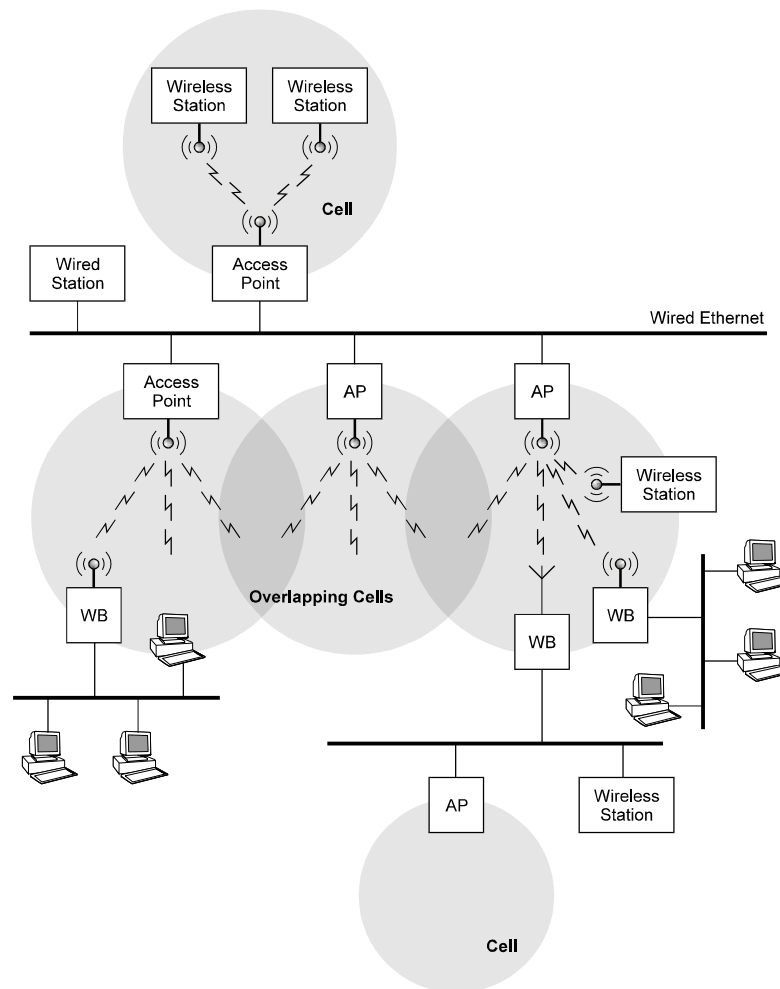 Wireless
Station
Wireless
Station
Cell
Wired
Station
Access
Point
Wired Ethernet
Access
Point
AP
AP
Wireless
Station
WB
Overlapping Cells
WB
WB
AP
Wireless
Station
Cell